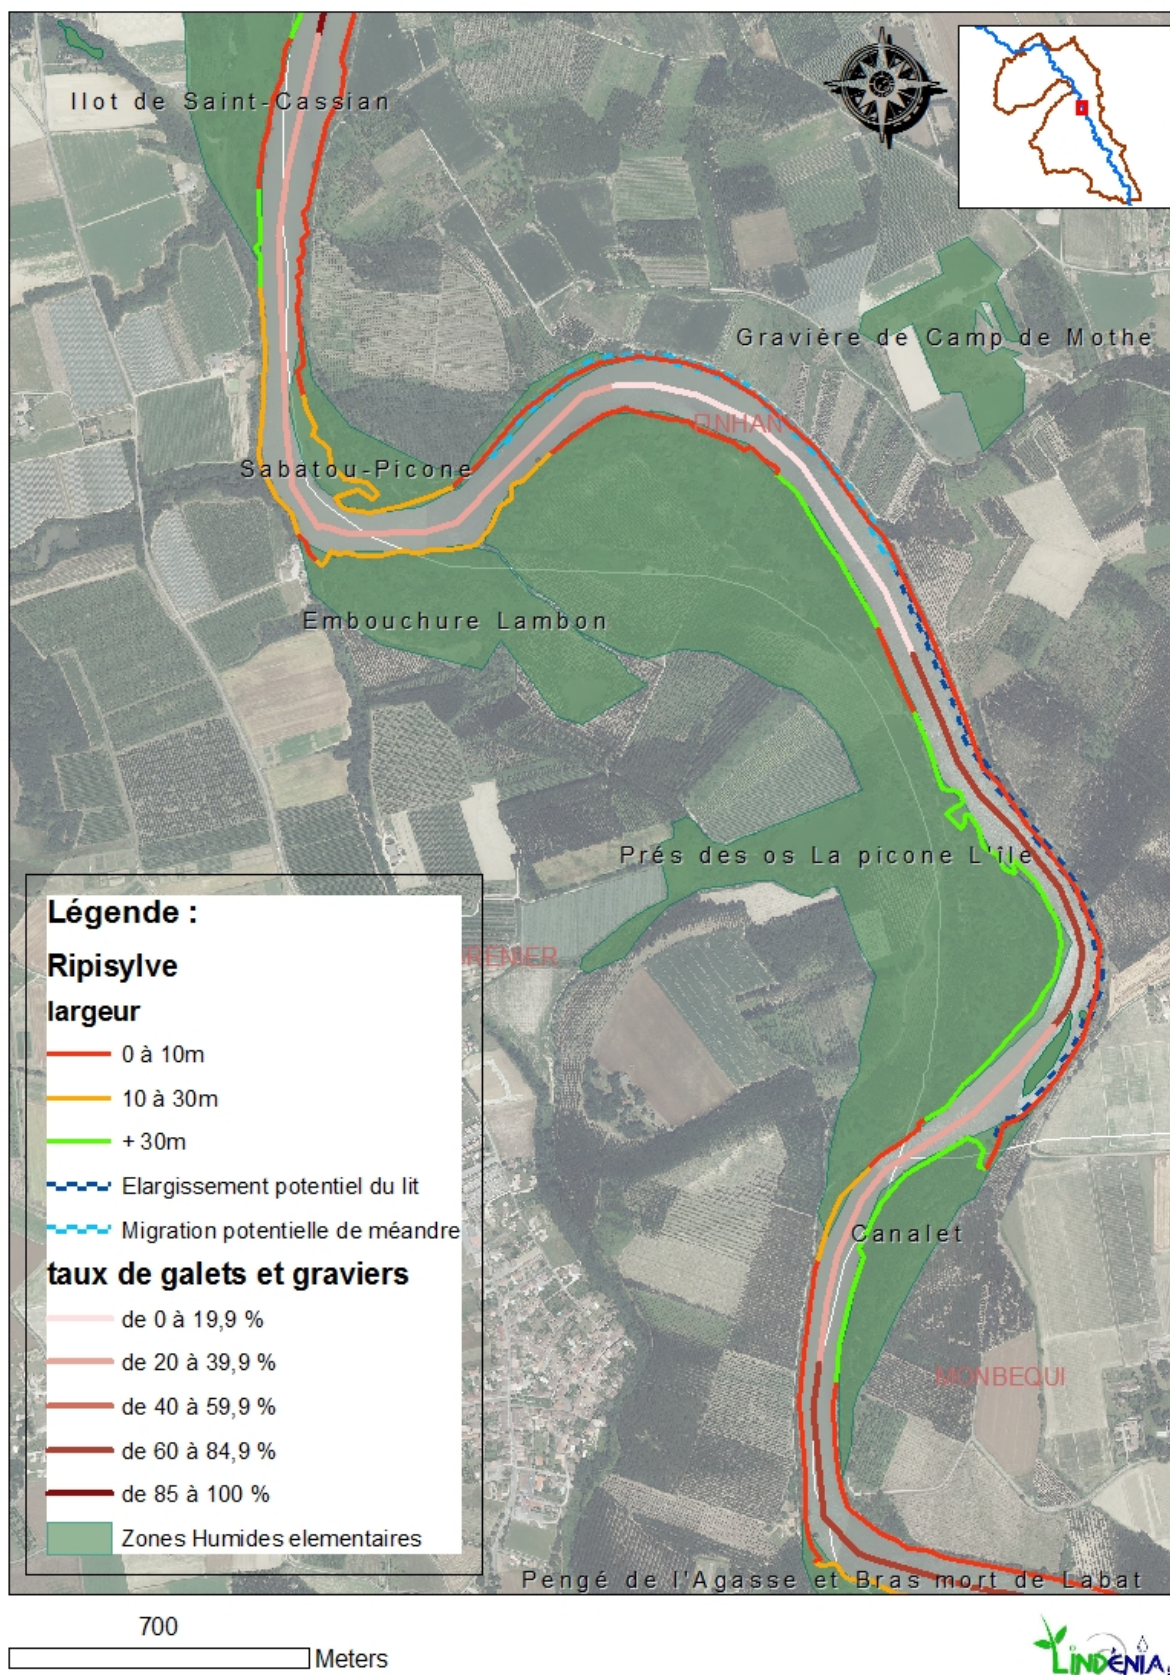 Ilot de Saint-Cassian
Gravière de Camp de Mothe
FINHAN
Sabatou-Picone
Embouchure Lambon
Prés des os La picone L'île
Canalet
MONBEQUI
Pengé de l'Agasse et Bras mort de Labat
Légende :
Ripisylve
largeur
0 à 10m
10 à 30m
+ 30m
Elargissement potentiel du lit
Migration potentielle de méandre
taux de galets et graviers
de 0 à 19,9 %
de 20 à 39,9 %
de 40 à 59,9 %
de 60 à 84,9 %
de 85 à 100 %
Zones Humides elementaires
700
Meters
LINDÉNIA